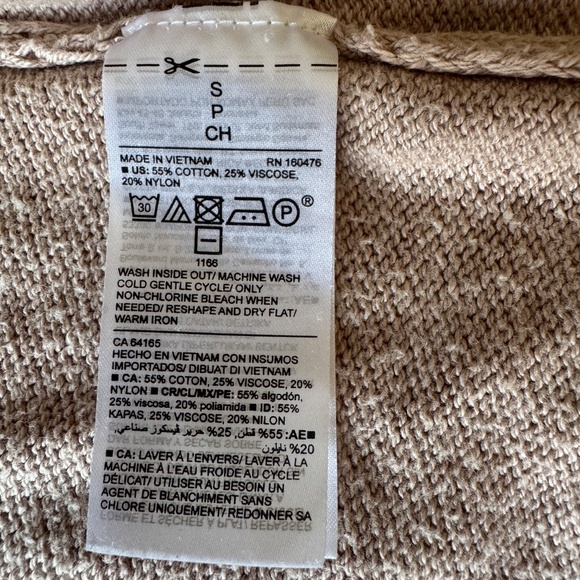 S
P
CH
MADE IN VIETNAM RN 160476
■ US: 55% COTTON, 25% VISCOSE,
20% NYLON
30 P ®
1166
WASH INSIDE OUT/ MACHINE WASH
COLD GENTLE CYCLE/ ONLY
NON-CHLORINE BLEACH WHEN
NEEDED/ RESHAPE AND DRY FLAT/
WARM IRON
CA 64165
HECHO EN VIETNAM CON INSUMOS
IMPORTADOS/ DIBUAT DI VIETNAM
■ CA: 55% COTON, 25% VISCOSE, 20%
NYLON ■ CR/CL/MX/PE: 55% algodón,
25% viscosa, 20% poliamida ■ ID: 55%
KAPAS, 25% VISCOSE, 20% NILON
■ AE: 55% قطن, 25% حرير فيسكوز صناعي,
20% نايلون
■ CA: LAVER À L'ENVERS/ LAVER À LA
MACHINE À L'EAU FROIDE AU CYCLE
DÉLICAT/ UTILISER AU BESOIN UN
AGENT DE BLANCHIMENT SANS
CHLORE UNIQUEMENT/ REDONNER SA